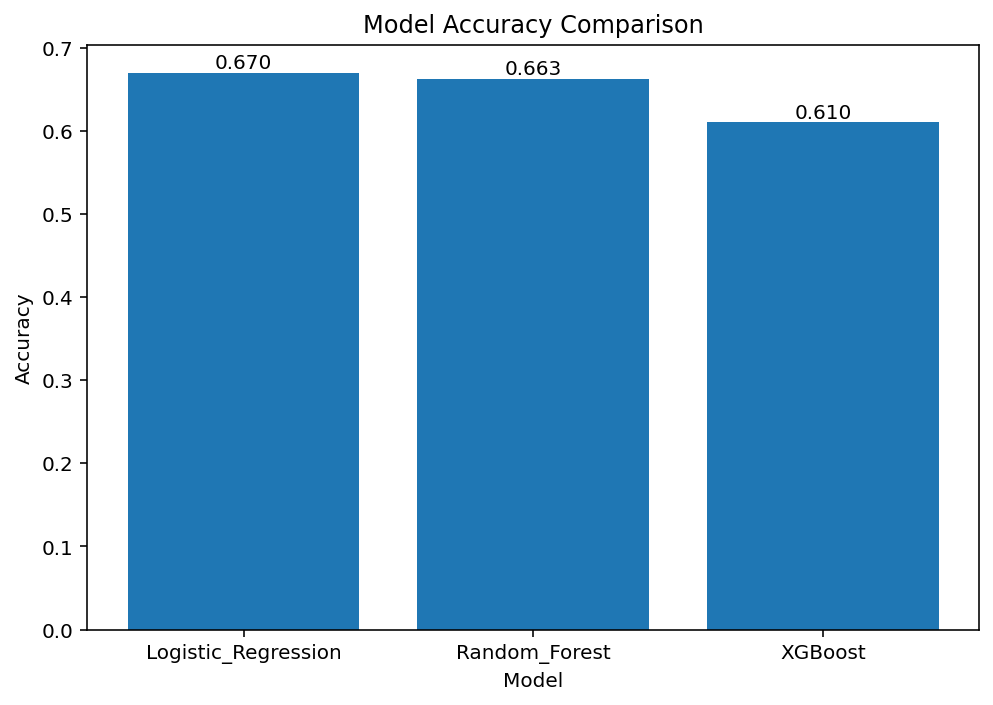 Model Accuracy Comparison
0.7
0.6
0.5
0.4
0.3
0.2
0.1
0.0
Accuracy
0.670
0.663
0.610
Logistic_Regression
Random_Forest
XGBoost
Model